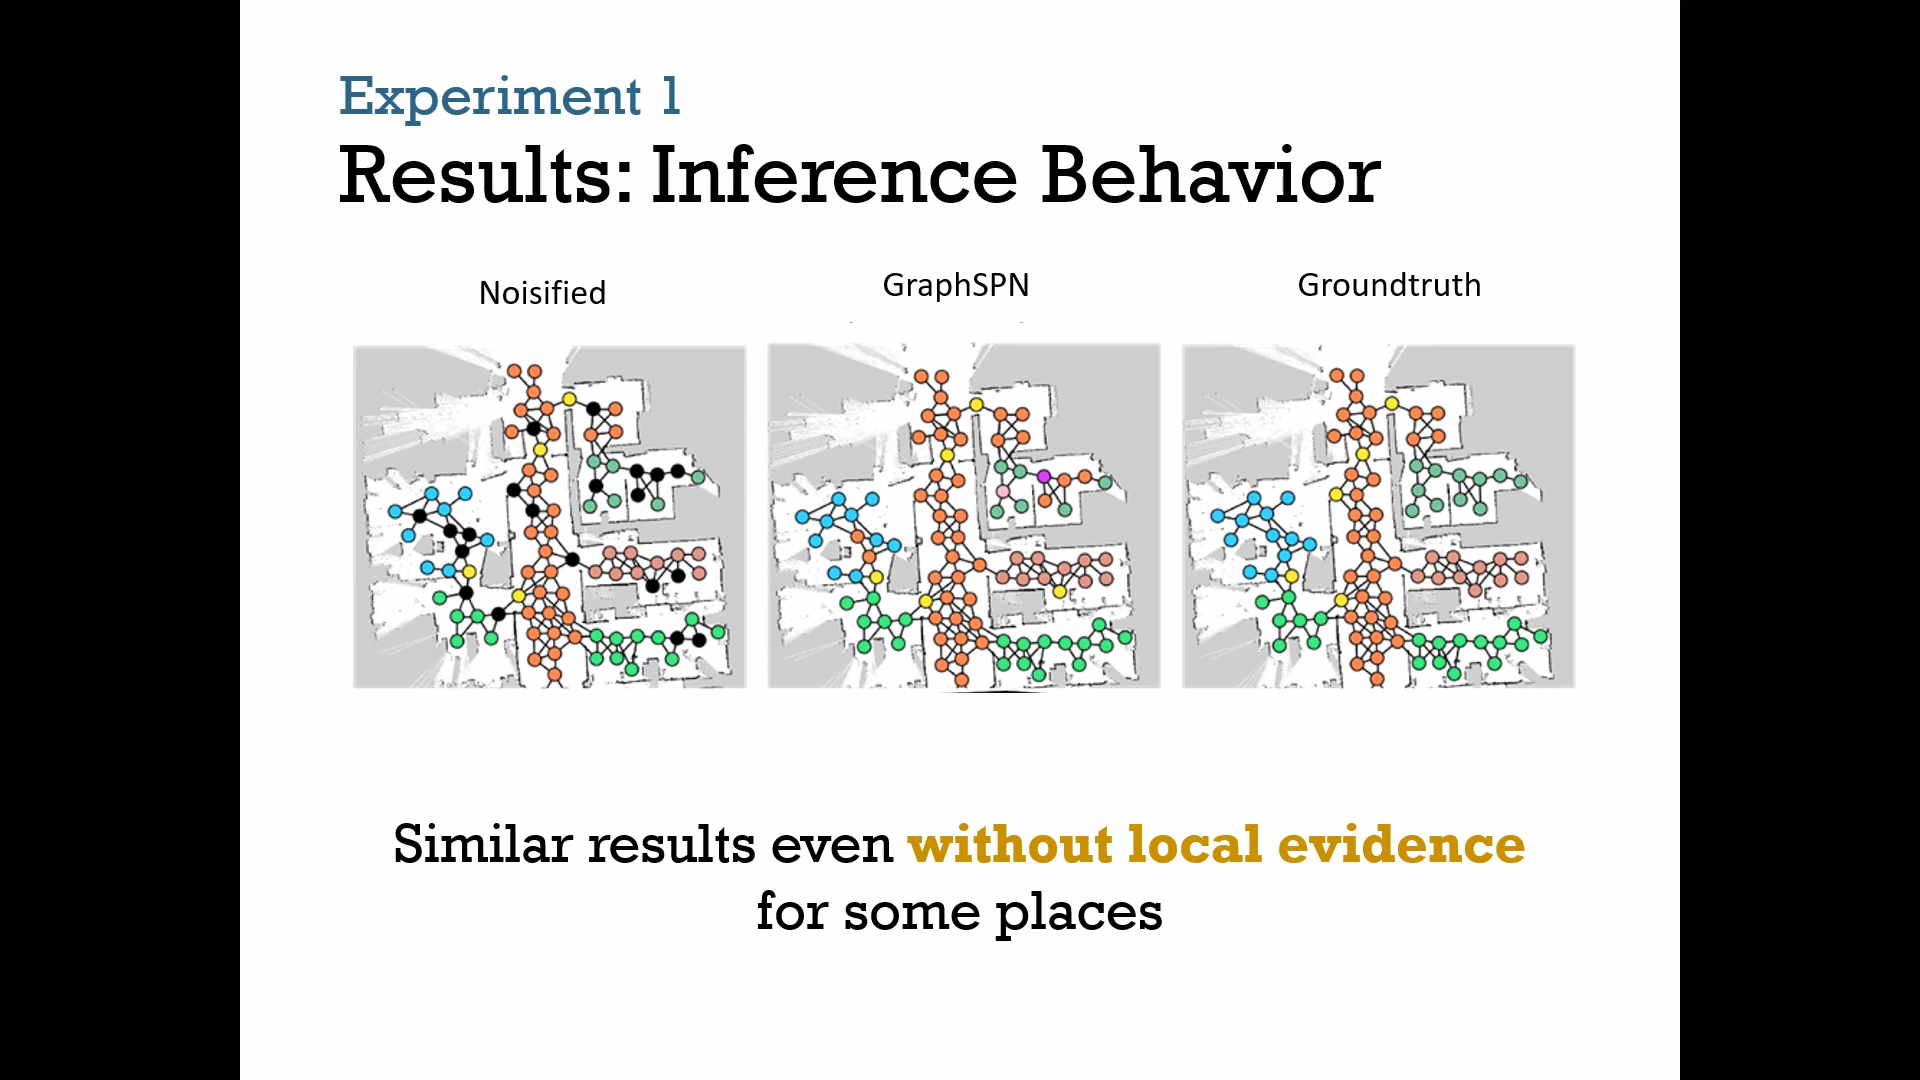 Experiment 1
Results: Inference Behavior
Noisified
GraphSPN
Groundtruth
Similar results even without local evidence
for some places